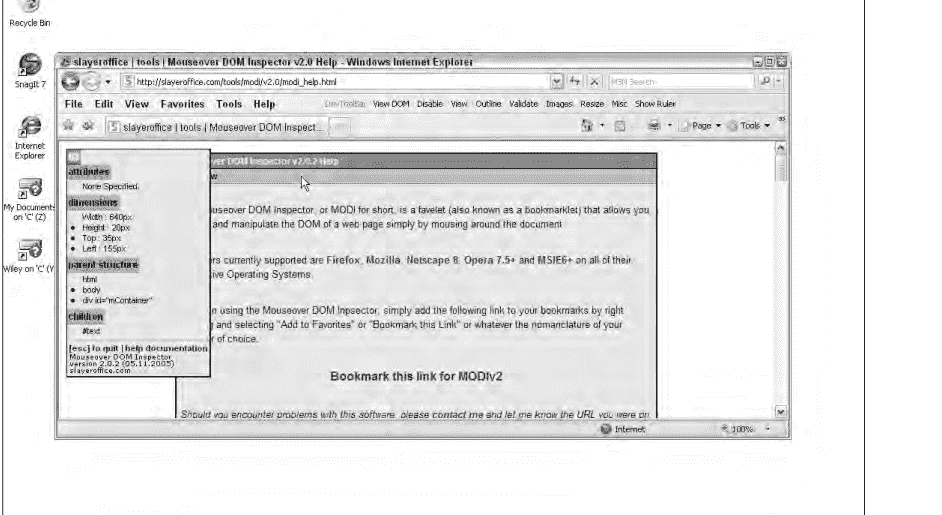 Recycle Bin
SnagIt 7
Internet
Explorer
My Documents
on 'C' (Z)
Wiley on 'C' (Y
slayeroffice | tools | Mouseover DOM Inspector v2.0 Help - Windows Internet Explorer
http://slayeroffice.com/tools/modi/v2.0/modi_help.html
MSN Search
File Edit View Favorites Tools Help
DevToolBar View DOM Disable View Outline Validate Images Resize Misc Show Ruler
slayeroffice | tools | Mouseover DOM Inspect...
Page Tools
attributes
None Specified.
dimensions
Width : 640px
Height : 20px
Top : 35px
Left : 155px
parent structure
html
body
div id="mContainer"
children
#text
[esc] to quit | help documentation
Mouseover DOM Inspector
version 2.0.2 (05.11.2005)
slayeroffice.com
ver DOM Inspector v2.0.2 Help
w
useover DOM Inspector, or MODI for short, is a favelet (also known as a bookmarklet) that allows you
and manipulate the DOM of a web page simply by mousing around the document
rs currently supported are Firefox, Mozilla, Netscape 8, Opera 7.5+ and MSIE6+ on all of their
ive Operating Systems.
n using the Mouseover DOM Inpsector, simply add the following link to your bookmarks by right
g and selecting "Add to Favorites" or "Bookmark this Link" or whatever the nomanclature of your
r of choice.
Bookmark this link for MODIv2
Should you encounter problems with this software, please contact me and let me know the URL you were on
Internet
100%